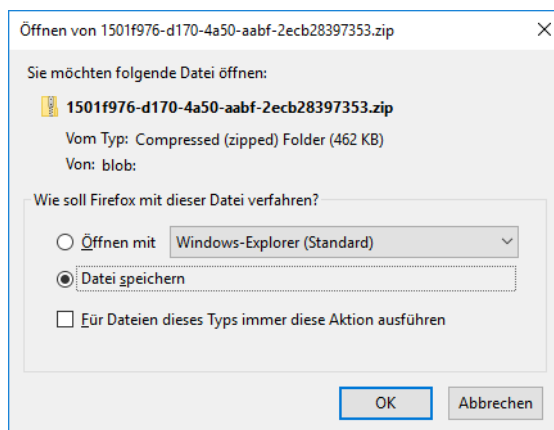 Öffnen von 1501f976-d170-4a50-aabf-2ecb28397353.zip
Sie möchten folgende Datei öffnen:
1501f976-d170-4a50-aabf-2ecb28397353.zip
Vom Typ: Compressed (zipped) Folder (462 KB)
Von: blob:
Wie soll Firefox mit dieser Datei verfahren?
Öffnen mit Windows-Explorer (Standard)
Datei speichern
Für Dateien dieses Typs immer diese Aktion ausführen
OK Abbrechen